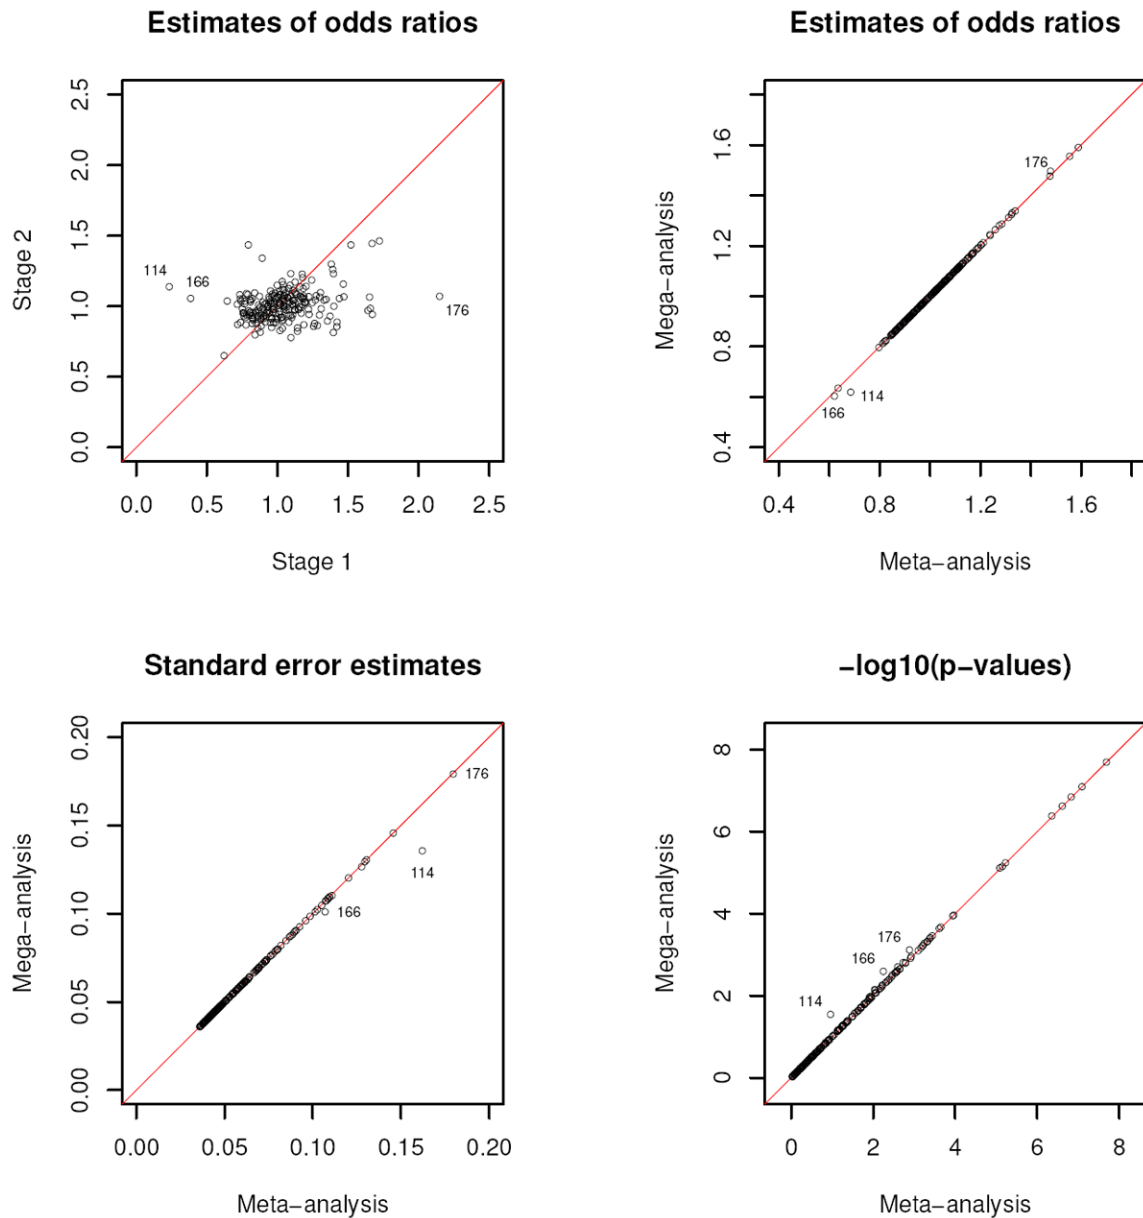 Estimates of odds ratios
Stage 2
2.5
2.0
1.5
1.0
0.5
0.0
114
166
176
0.0 0.5 1.0 1.5 2.0 2.5
Stage 1
Estimates of odds ratios
Mega−analysis
1.6
1.2
0.8
0.4
176
114
166
0.4 0.8 1.2 1.6
Meta−analysis
Standard error estimates
Mega−analysis
0.20
0.15
0.10
0.05
0.00
176
114
166
0.00 0.05 0.10 0.15 0.20
Meta−analysis
−log10(p−values)
Mega−analysis
8
6
4
2
0
176
166
114
0 2 4 6 8
Meta−analysis